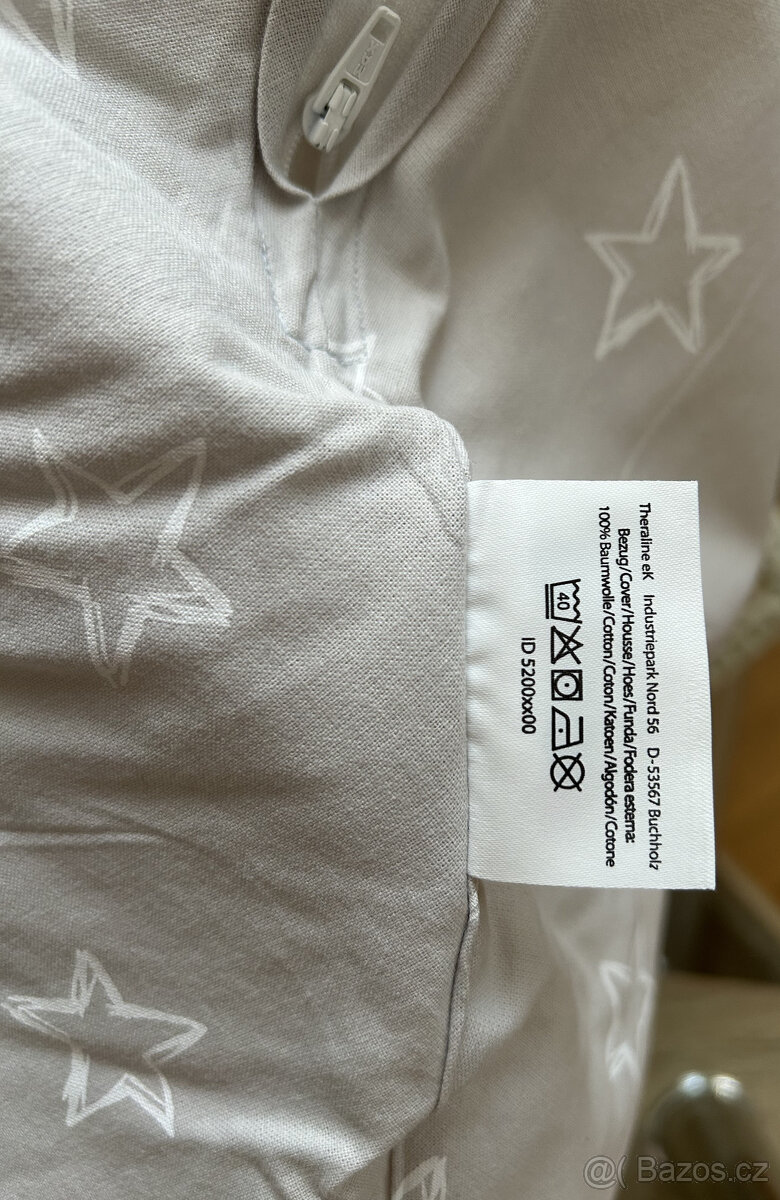 Theraline eK Industriepark Nord 56 D-53567 Buchholz
Bezug/Cover/Housse/Hoes/Funda/Fodera esterna:
100% Baumwolle/Cotton/Coton/Katoen/Algodón/Cotone
40
ID 5200xx00
@( Bazos.cz